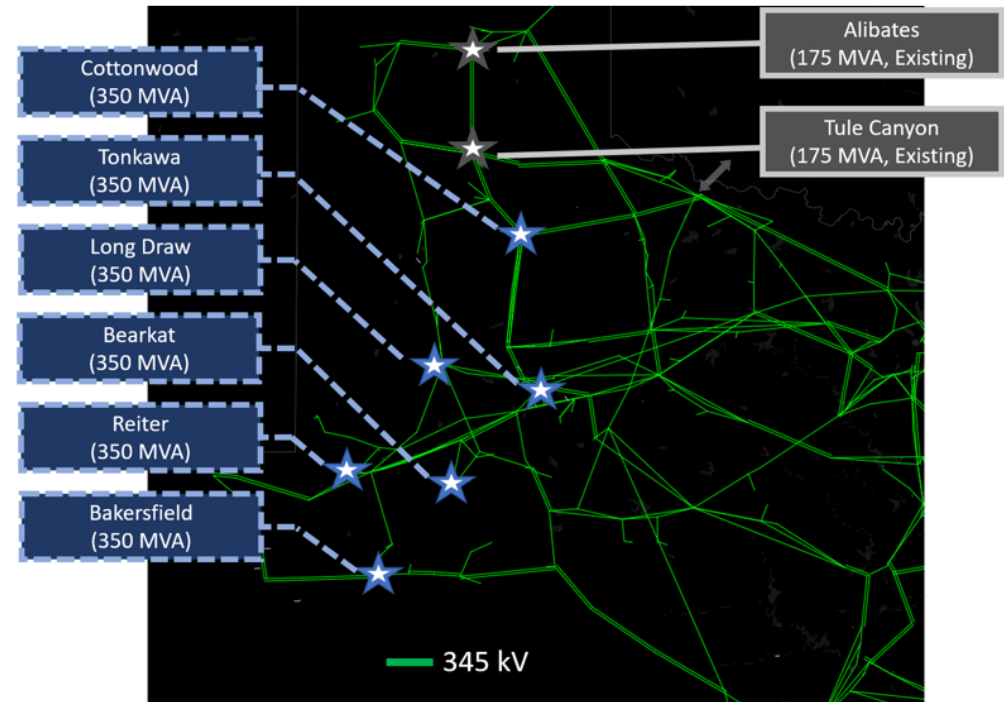 Cottonwood
(350 MVA)
Tonkawa
(350 MVA)
Long Draw
(350 MVA)
Bearkat
(350 MVA)
Reiter
(350 MVA)
Bakersfield
(350 MVA)
Alibates
(175 MVA, Existing)
Tule Canyon
(175 MVA, Existing)
345 kV